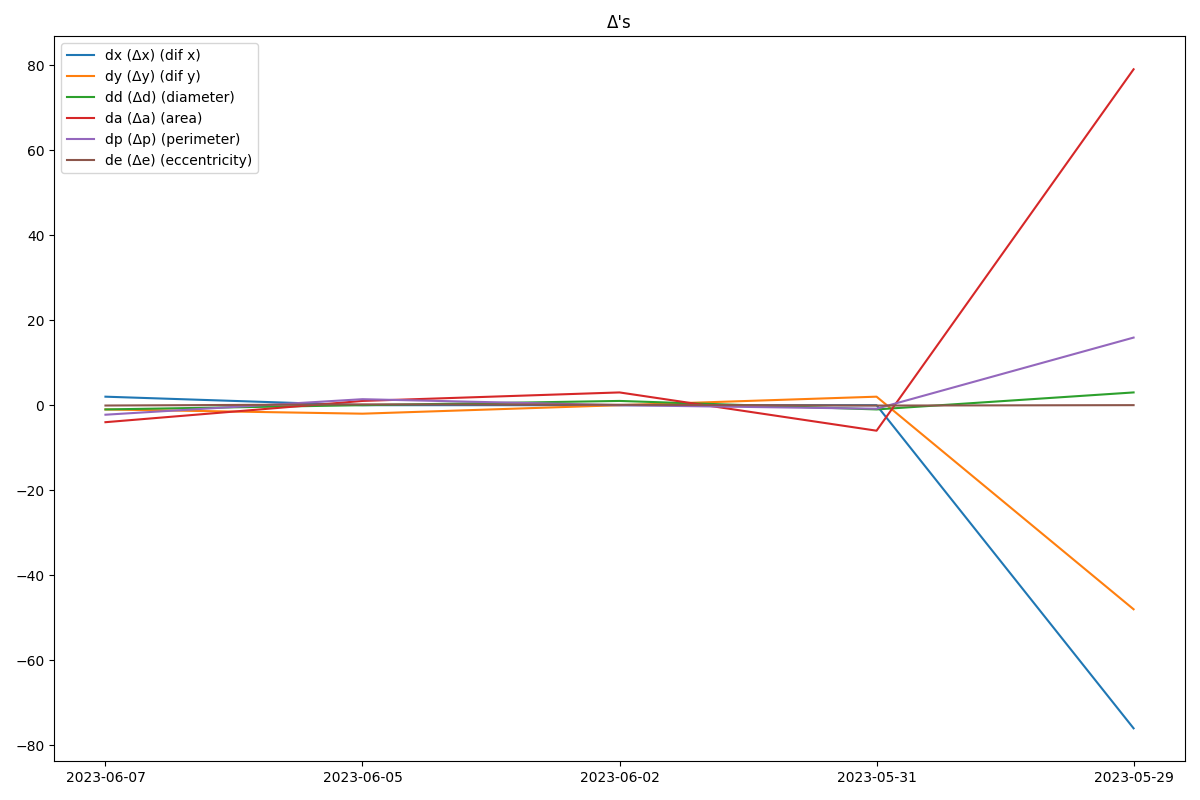 Δ's
dx (Δx) (dif x)
dy (Δy) (dif y)
dd (Δd) (diameter)
da (Δa) (area)
dp (Δp) (perimeter)
de (Δe) (eccentricity)
80
60
40
20
0
−20
−40
−60
−80
2023-06-07 2023-06-05 2023-06-02 2023-05-31 2023-05-29